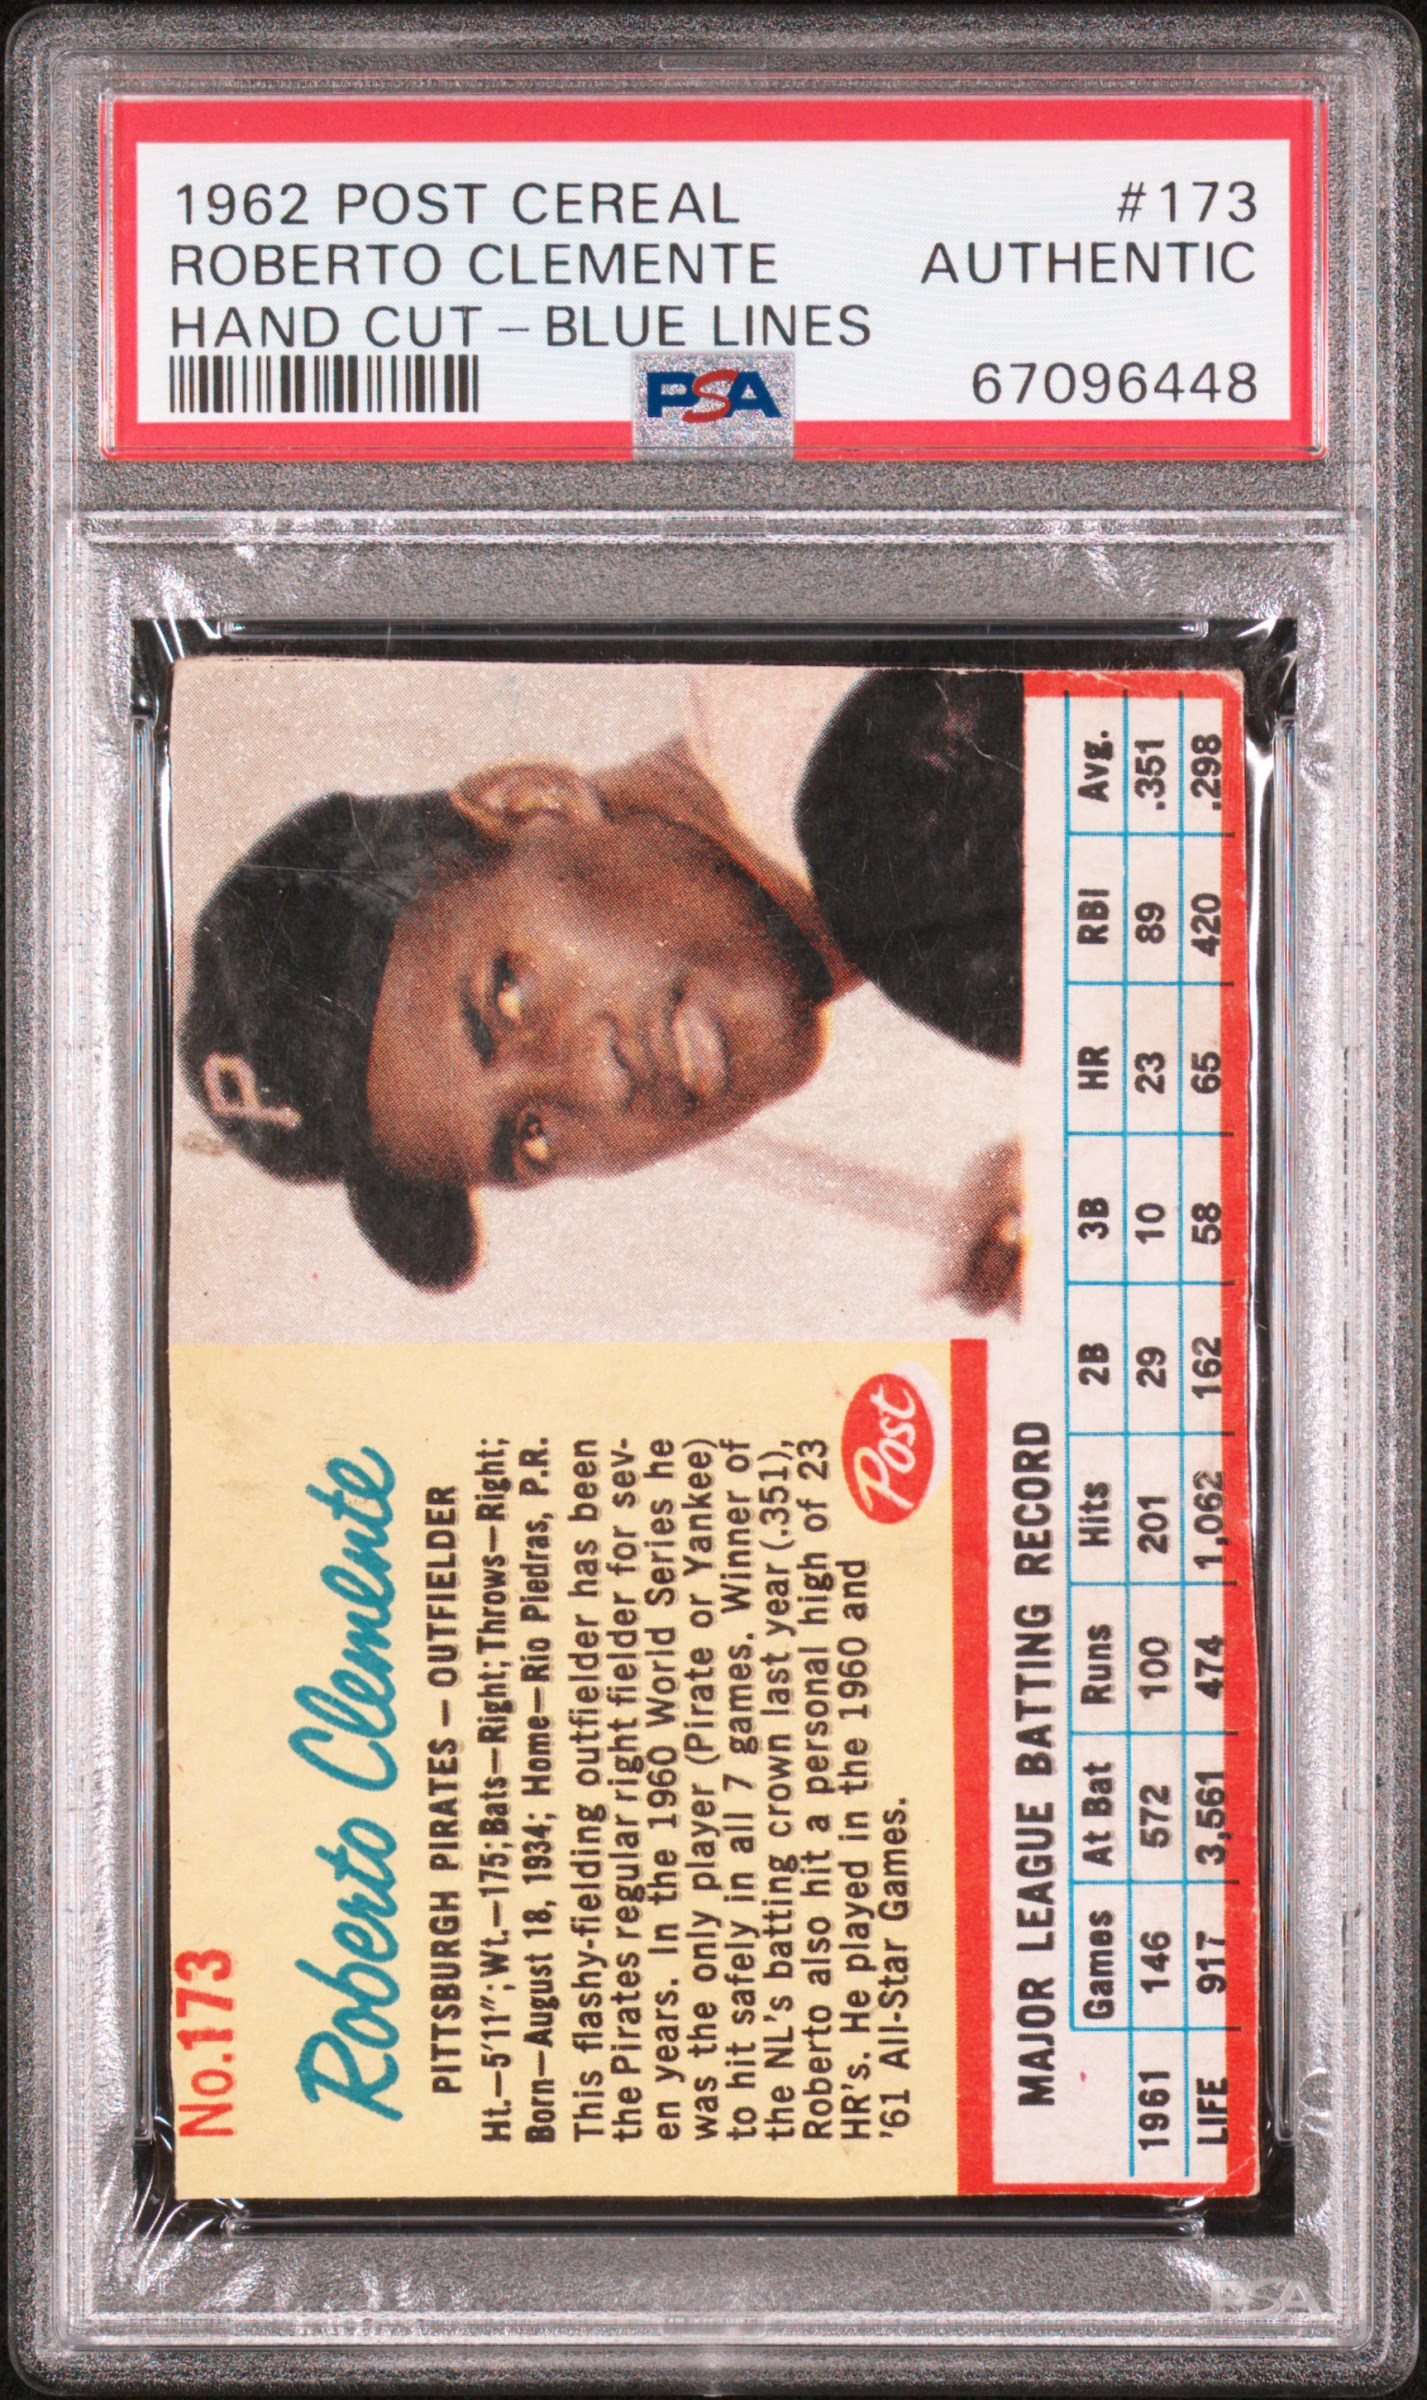 1962 POST CEREAL #173
ROBERTO CLEMENTE AUTHENTIC
HAND CUT – BLUE LINES
PSA 67096448
No.173
Roberto Clemente
PITTSBURGH PIRATES – OUTFIELDER
Ht.—5'11"; Wt.—175; Bats—Right; Throws—Right;
Born—August 18, 1934; Home—Rio Piedras, P.R.
This flashy-fielding outfielder has been
the Pirates regular right fielder for sev-
en years. In the 1960 World Series he
was the only player (Pirate or Yankee)
to hit safely in all 7 games. Winner of
the NL's batting crown last year (.351),
Roberto also hit a personal high of 23
HR's. He played in the 1960 and
'61 All-Star Games.
Post
P
MAJOR LEAGUE BATTING RECORD
Games At Bat Runs Hits 2B 3B HR RBI Avg.
1961 146 572 100 201 29 10 23 89 .351
LIFE 917 3,561 474 1,062 162 58 65 420 .298
PSA